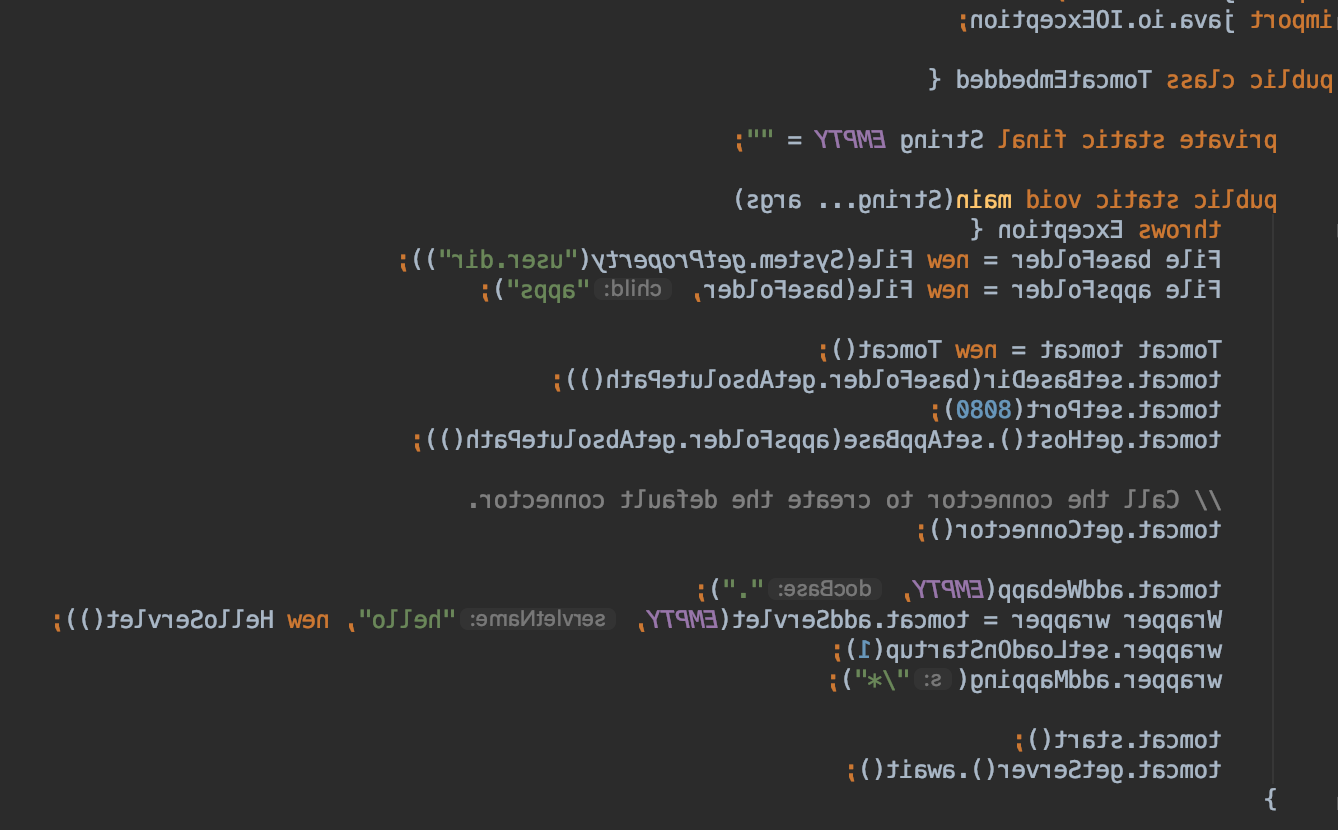 import java.io.IOException;
public class TomcatEmbedded {
private static final String EMPTY = "";
public static void main(String... args)
throws Exception {
File baseFolder = new File(System.getProperty("user.dir"));
File appsFolder = new File(baseFolder, child: "apps");
Tomcat tomcat = new Tomcat();
tomcat.setBaseDir(baseFolder.getAbsolutePath());
tomcat.setPort(8080);
tomcat.getHost().setAppBase(appsFolder.getAbsolutePath());
// Call the connector to create the default connector.
tomcat.getConnector();
tomcat.addWebapp(EMPTY, docBase: ".");
Wrapper wrapper = tomcat.addServlet(EMPTY, servletName: "hello", new HelloServlet());
wrapper.setLoadOnStartup(1);
wrapper.addMapping( s: "/*");
tomcat.start();
tomcat.getServer().await();
}